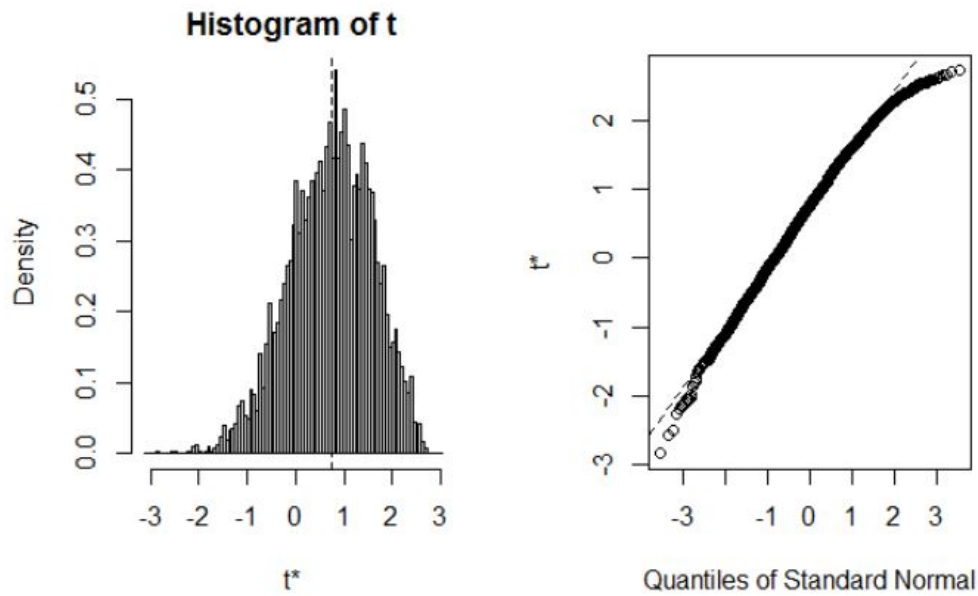 Histogram of t
Density
0.0 0.1 0.2 0.3 0.4 0.5
-3 -2 -1 0 1 2 3
t*
t*
-3 -2 -1 0 1 2
-3 -1 0 1 2 3
Quantiles of Standard Normal